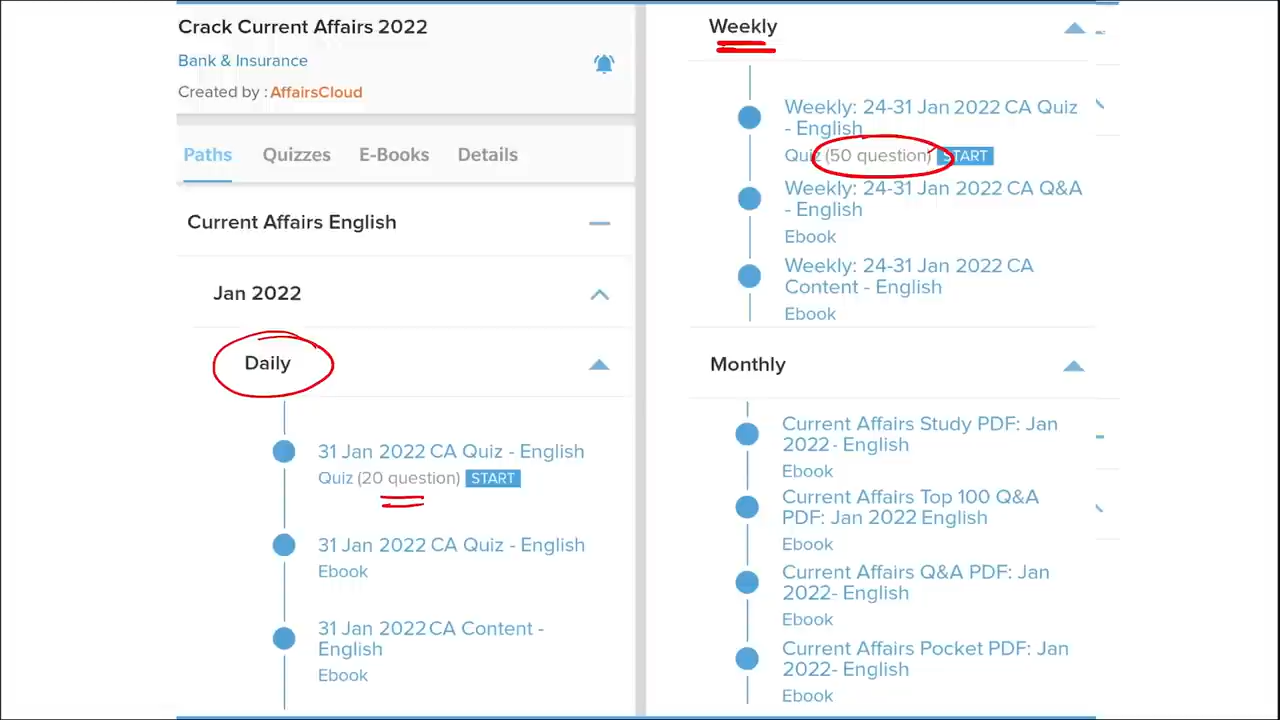 Crack Current Affairs 2022
Bank & Insurance
Created by : AffairsCloud
Paths Quizzes E-Books Details
Current Affairs English
Jan 2022
Daily
31 Jan 2022 CA Quiz - English
Quiz (20 question) START
31 Jan 2022 CA Quiz - English
Ebook
31 Jan 2022 CA Content -
English
Ebook
Weekly
Weekly: 24-31 Jan 2022 CA Quiz
- English
Quiz (50 question) START
Weekly: 24-31 Jan 2022 CA Q&A
- English
Ebook
Weekly: 24-31 Jan 2022 CA
Content - English
Ebook
Monthly
Current Affairs Study PDF: Jan
2022- English
Ebook
Current Affairs Top 100 Q&A
PDF: Jan 2022 English
Ebook
Current Affairs Q&A PDF: Jan
2022- English
Ebook
Current Affairs Pocket PDF: Jan
2022- English
Ebook